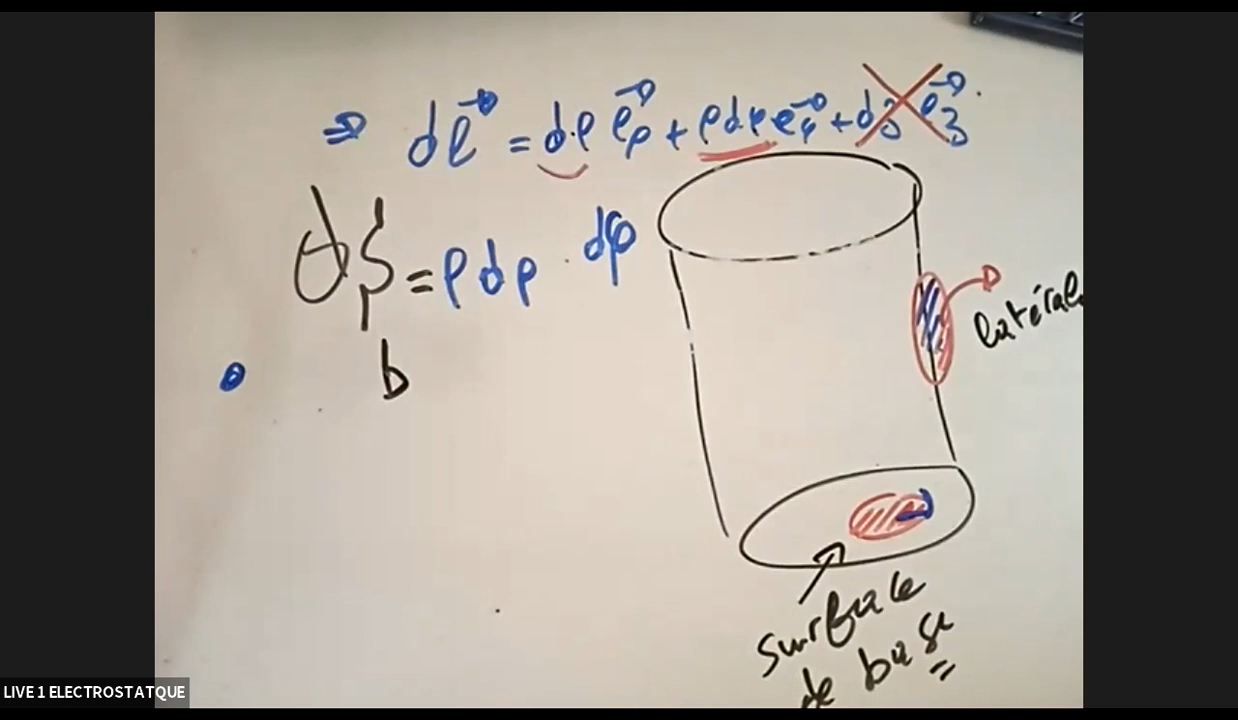 ⇒ dl⃗ = dρ e⃗ρ + ρdφ e⃗φ + d𝓏 e⃗𝓏
dS = ρ dρ · dφ
b
latérale
surface
de base
LIVE 1 ELECTROSTATQUE